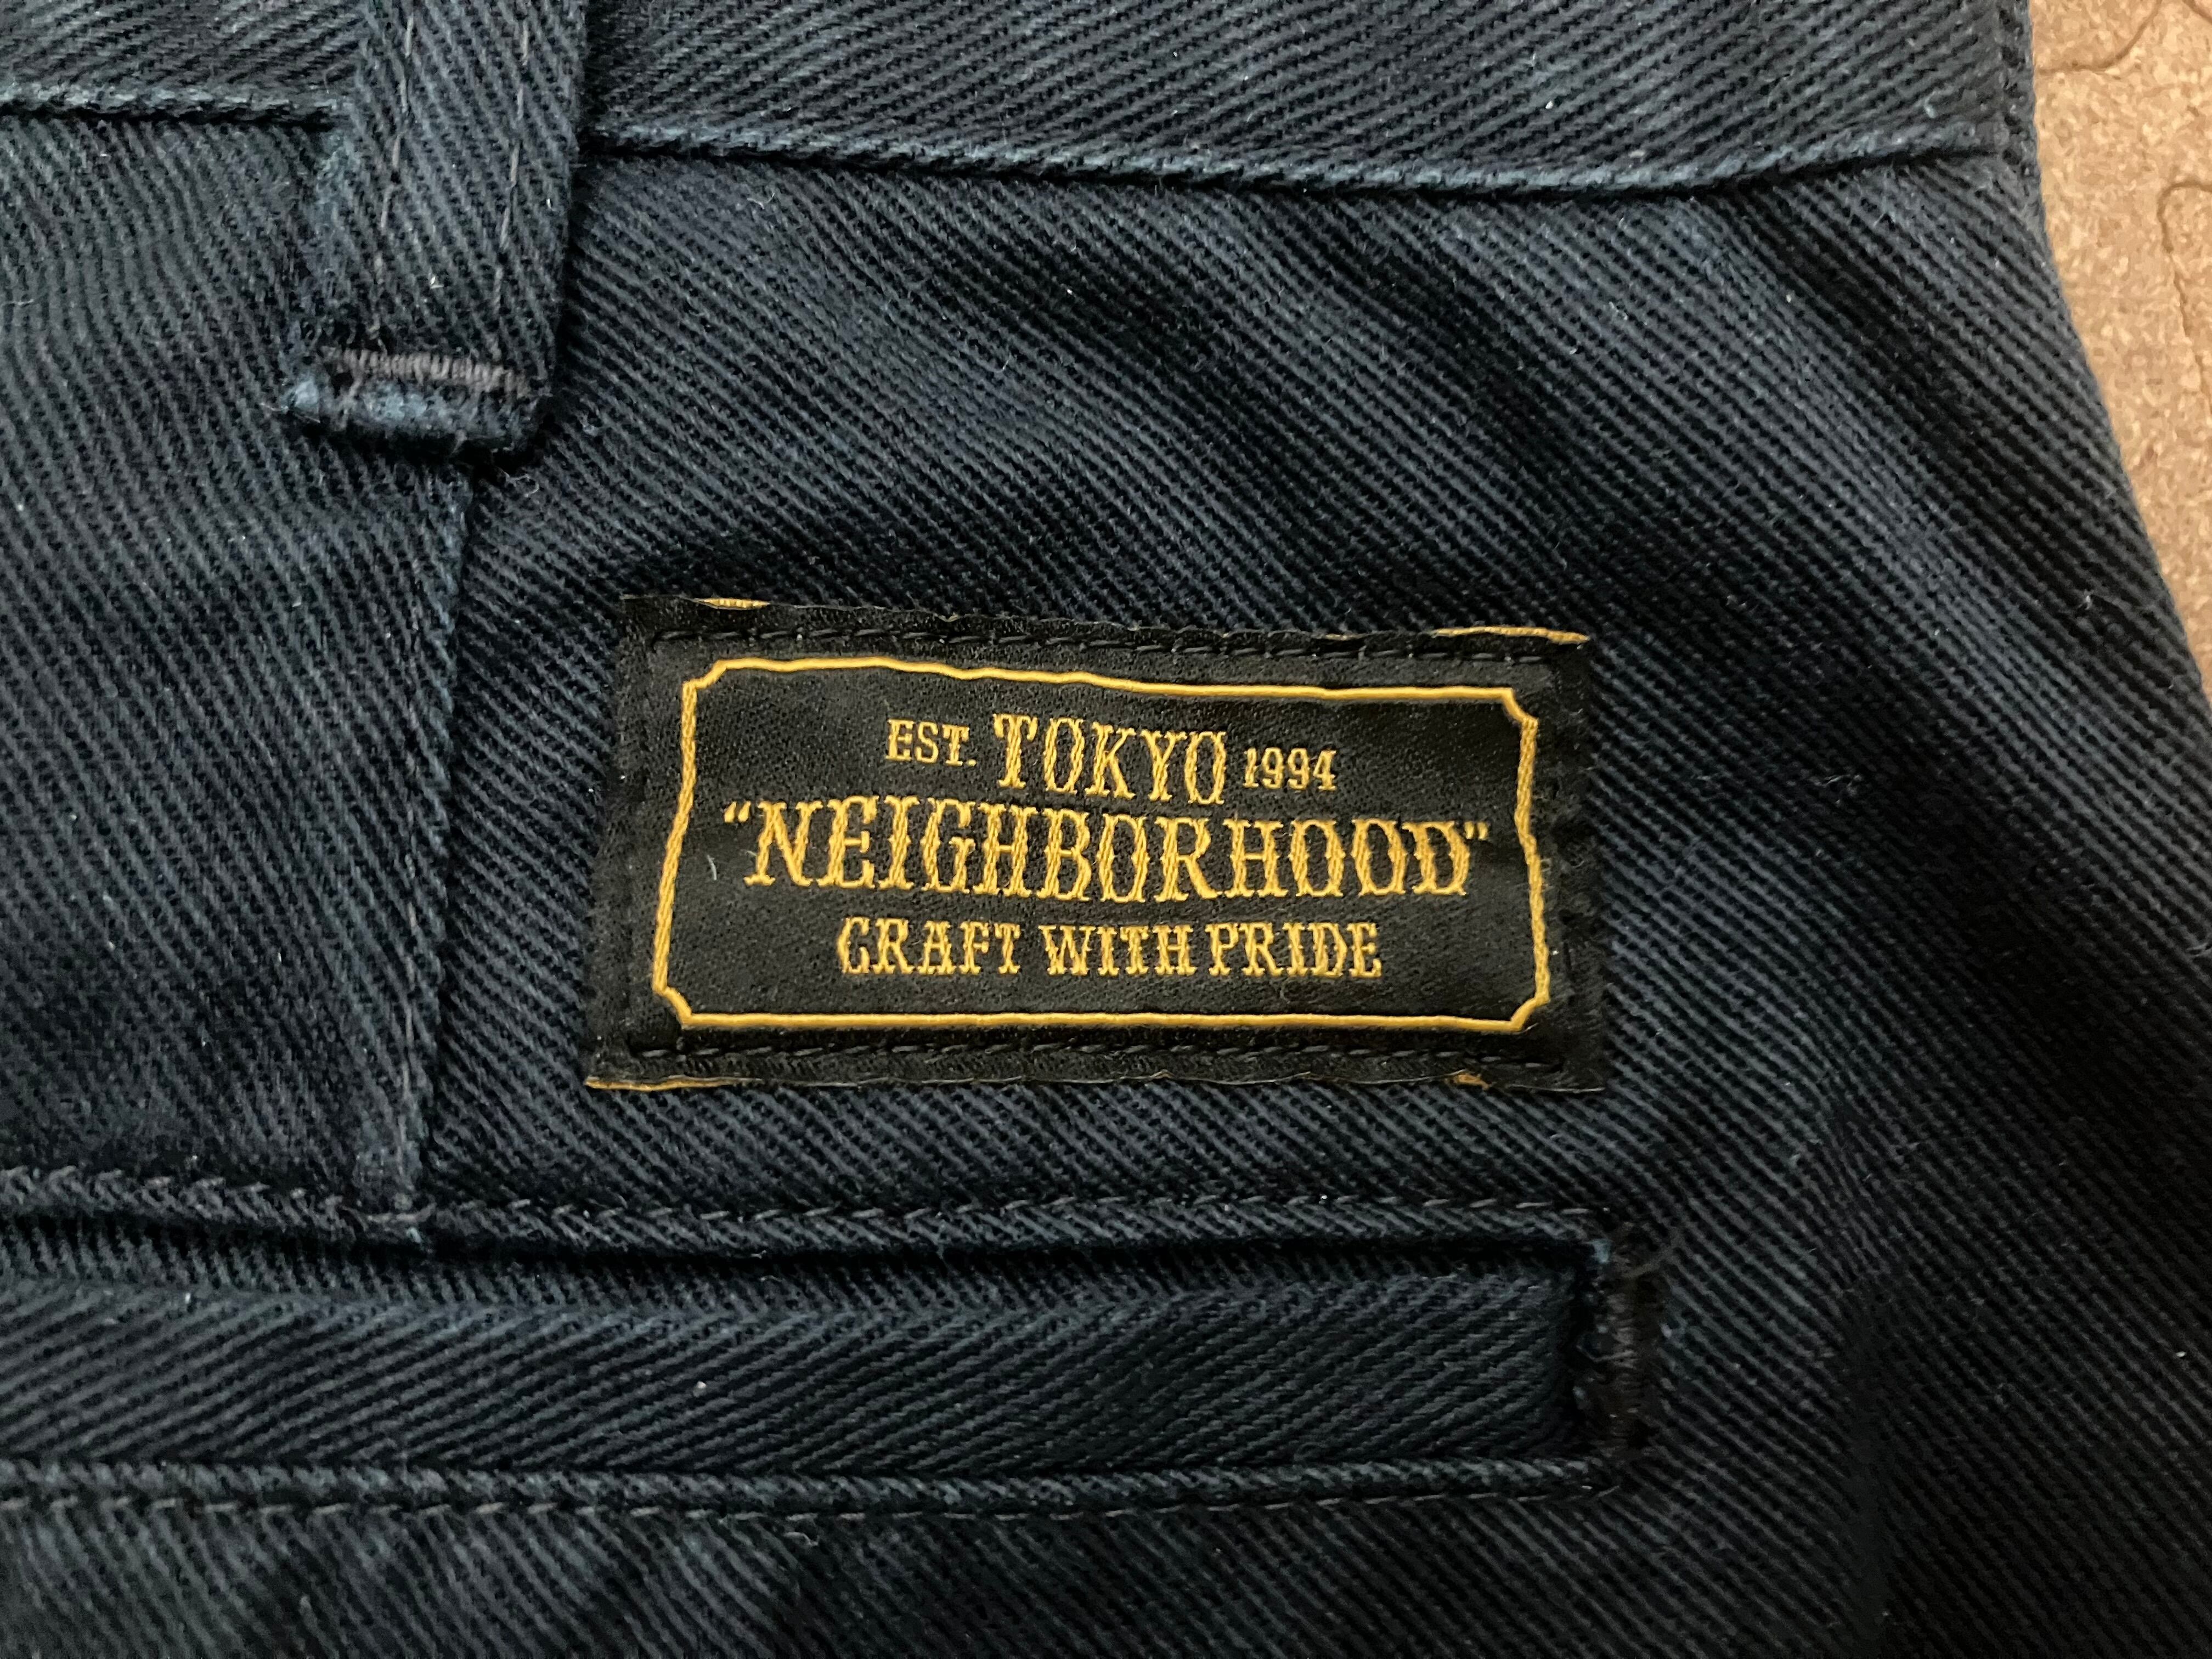 EST. TOKYO 1994
"NEIGHBORHOOD"
CRAFT WITH PRIDE